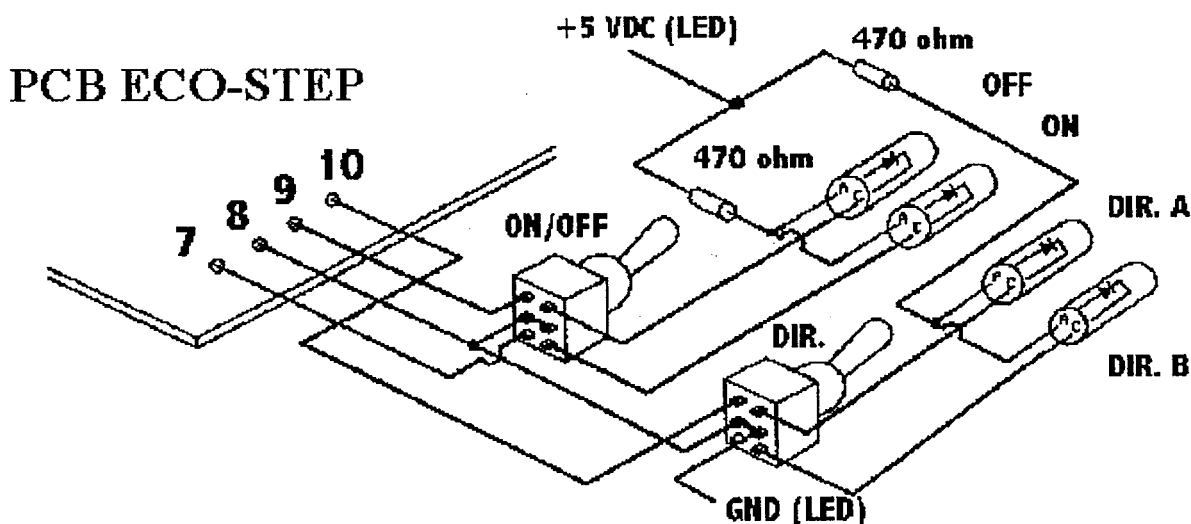 +5 VDC (LED)
470 ohm
PCB ECO-STEP
OFF
ON
470 ohm
10
9
8
7
ON/OFF
A
C
A
C
DIR. A
DIR.
A
C
A
C
DIR. B
GND (LED)